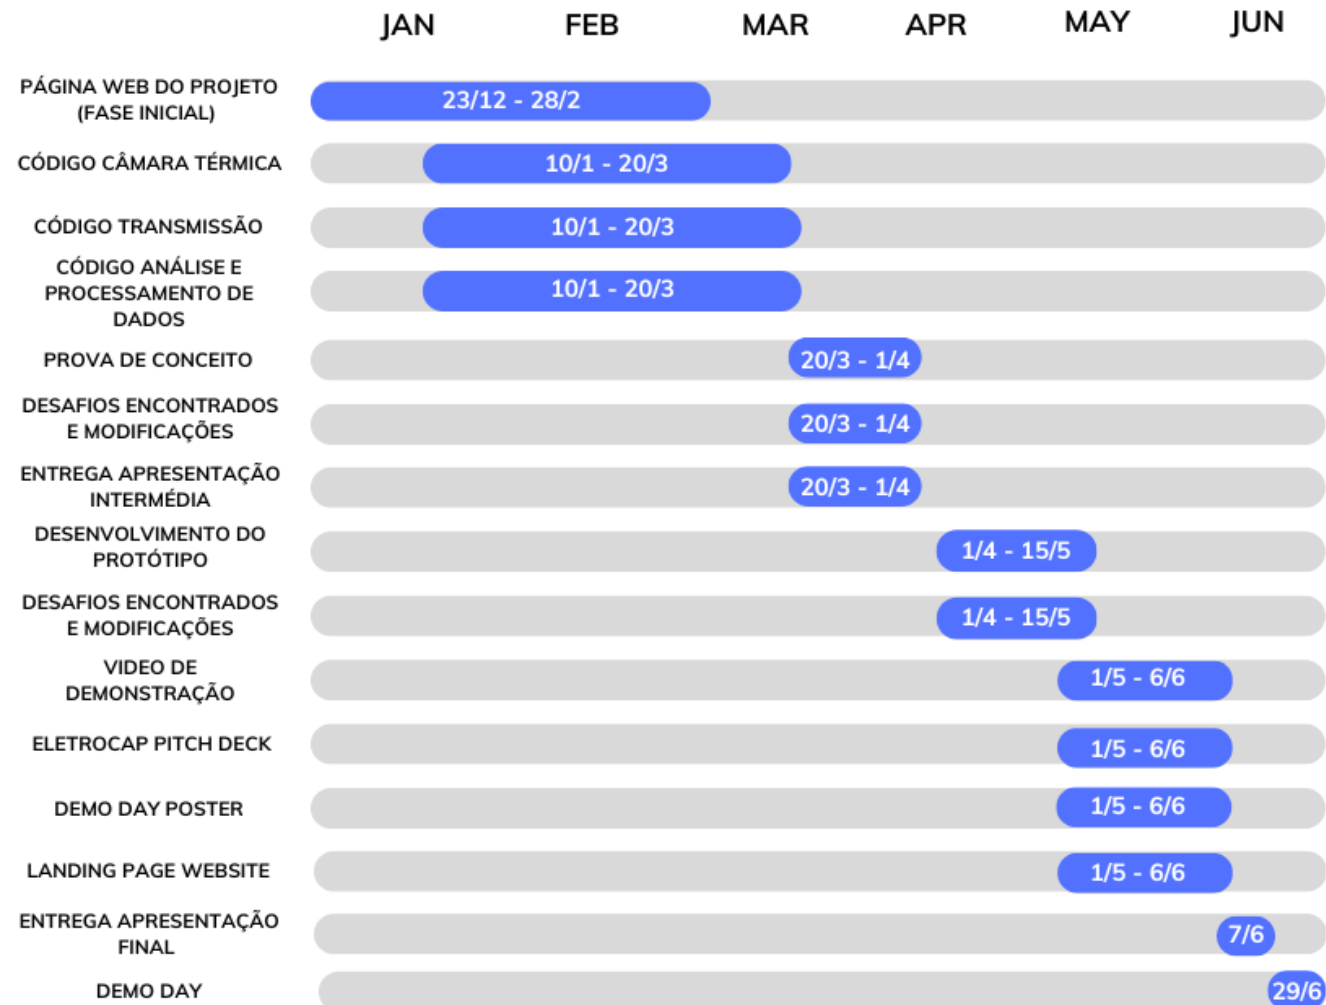 JAN FEB MAR APR MAY JUN
PÁGINA WEB DO PROJETO
(FASE INICIAL)
23/12 - 28/2
CÓDIGO CÂMARA TÉRMICA
10/1 - 20/3
CÓDIGO TRANSMISSÃO
10/1 - 20/3
CÓDIGO ANÁLISE E
PROCESSAMENTO DE
DADOS
10/1 - 20/3
PROVA DE CONCEITO
20/3 - 1/4
DESAFIOS ENCONTRADOS
E MODIFICAÇÕES
20/3 - 1/4
ENTREGA APRESENTAÇÃO
INTERMÉDIA
20/3 - 1/4
DESENVOLVIMENTO DO
PROTÓTIPO
1/4 - 15/5
DESAFIOS ENCONTRADOS
E MODIFICAÇÕES
1/4 - 15/5
VIDEO DE
DEMONSTRAÇÃO
1/5 - 6/6
ELETROCAP PITCH DECK
1/5 - 6/6
DEMO DAY POSTER
1/5 - 6/6
LANDING PAGE WEBSITE
1/5 - 6/6
ENTREGA APRESENTAÇÃO
FINAL
7/6
DEMO DAY
29/6